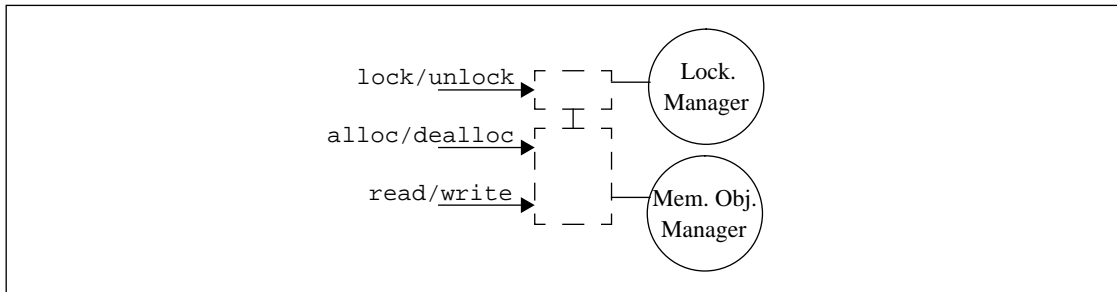 lock/unlock
Lock.
Manager
alloc/dealloc
read/write
Mem. Obj.
Manager